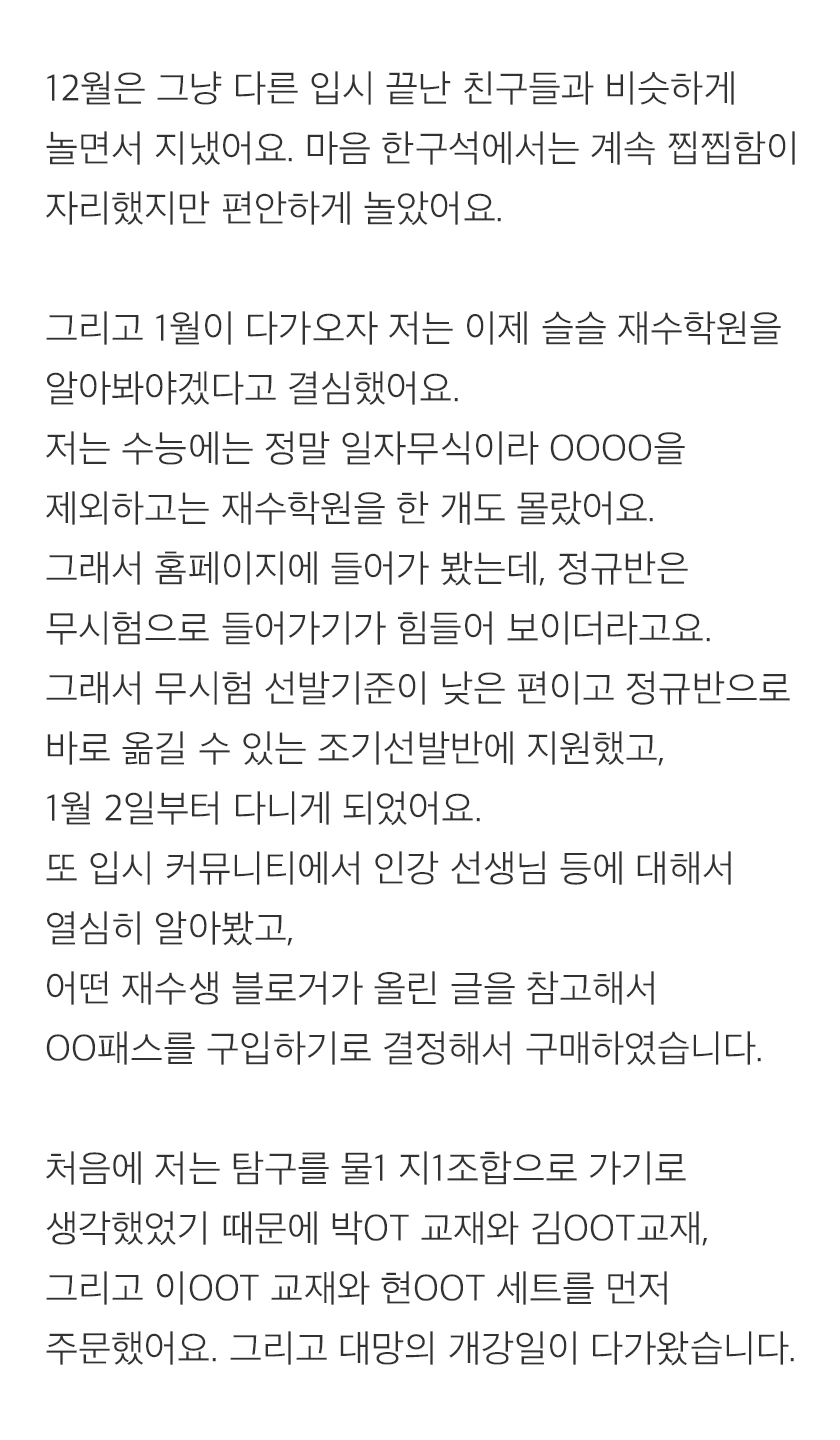 12월은 그냥 다른 입시 끝난 친구들과 비슷하게
놀면서 지냈어요. 마음 한구석에서는 계속 찝찝함이
자리했지만 편안하게 놀았어요.
그리고 1월이 다가오자 저는 이제 슬슬 재수학원을
알아봐야겠다고 결심했어요.
저는 수능에는 정말 일자무식이라 OOOO을
제외하고는 재수학원을 한 개도 몰랐어요.
그래서 홈페이지에 들어가 봤는데, 정규반은
무시험으로 들어가기가 힘들어 보이더라고요.
그래서 무시험 선발기준이 낮은 편이고 정규반으로
바로 옮길 수 있는 조기선발반에 지원했고,
1월 2일부터 다니게 되었어요.
또 입시 커뮤니티에서 인강 선생님 등에 대해서
열심히 알아봤고,
어떤 재수생 블로거가 올린 글을 참고해서
OO패스를 구입하기로 결정해서 구매하였습니다.
처음에 저는 탐구를 물1 지1조합으로 가기로
생각했었기 때문에 박OT 교재와 김OOT교재,
그리고 이OOT 교재와 현OOT 세트를 먼저
주문했어요. 그리고 대망의 개강일이 다가왔습니다.